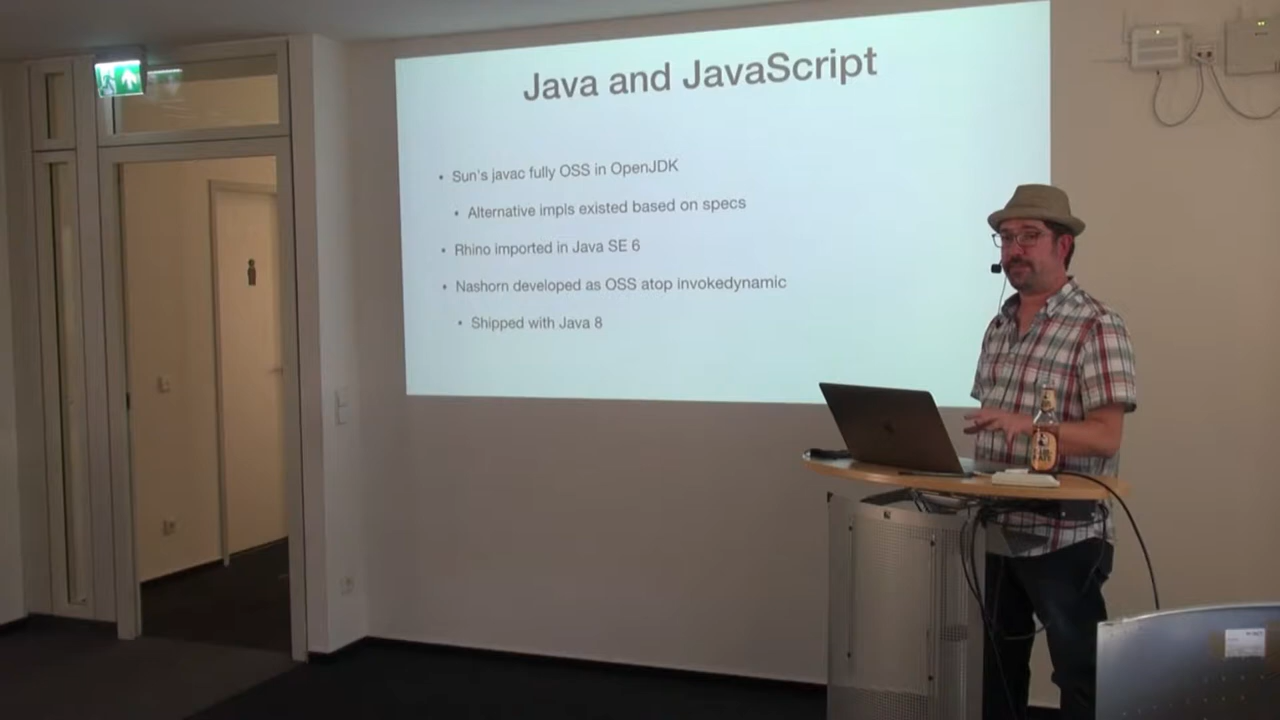 Java and JavaScript
• Sun's javac fully OSS in OpenJDK
• Alternative impls existed based on specs
• Rhino imported in Java SE 6
• Nashorn developed as OSS atop invokedynamic
• Shipped with Java 8